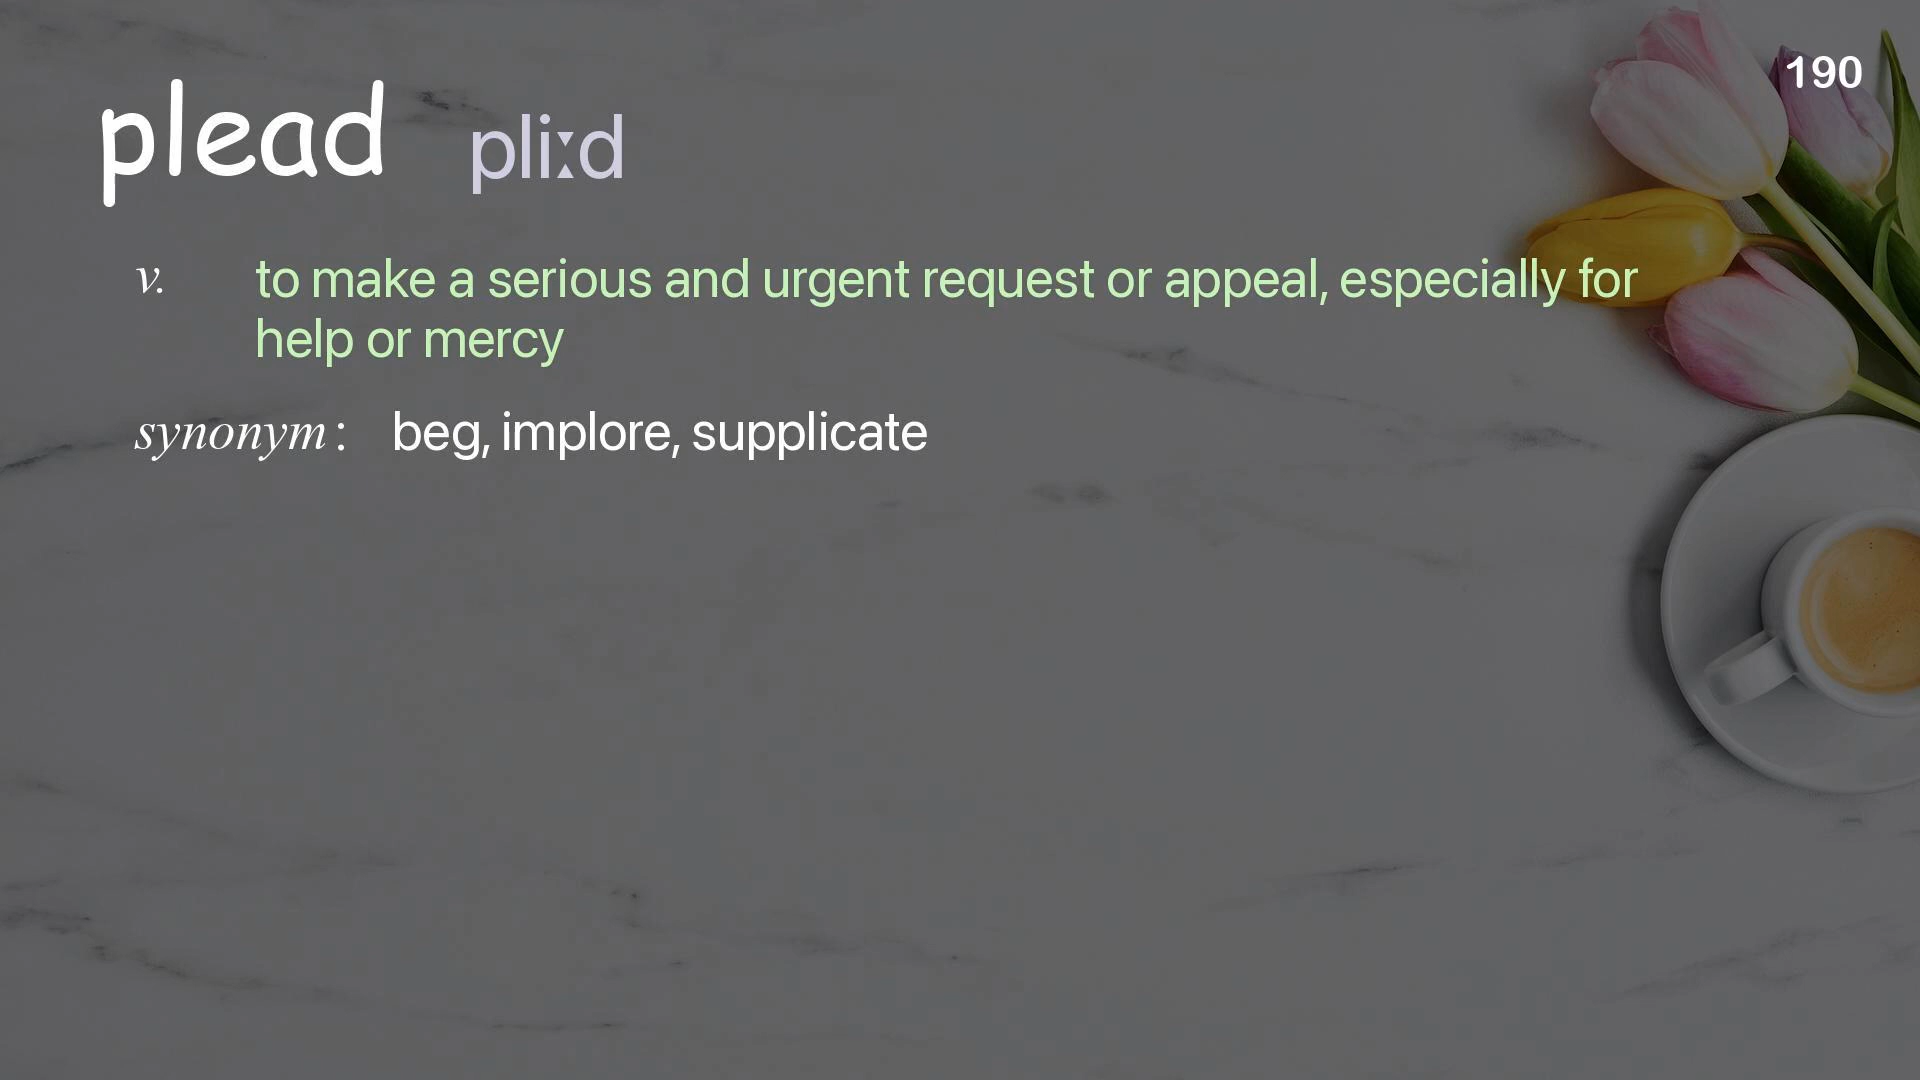 190
plead pliːd
v. to make a serious and urgent request or appeal, especially for
help or mercy
synonym : beg, implore, supplicate